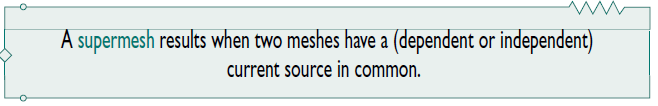 A supermesh results when two meshes have a (dependent or independent)
current source in common.